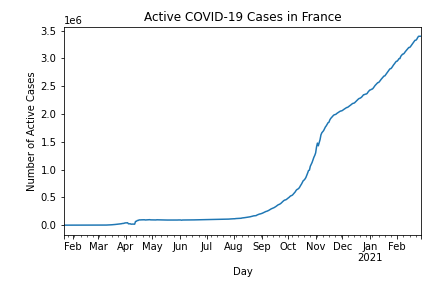 Active COVID-19 Cases in France
1e6
Number of Active Cases
3.5
3.0
2.5
2.0
1.5
1.0
0.5
0.0
Feb Mar Apr May Jun Jul Aug Sep Oct Nov Dec Jan Feb
2021
Day